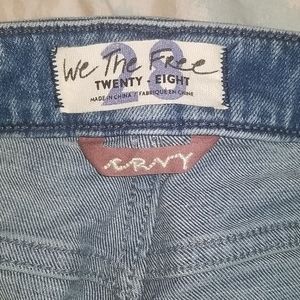 28
We The Free
TWENTY - EIGHT
MADE IN CHINA / FABRIQUÉ EN CHINE
CRVY